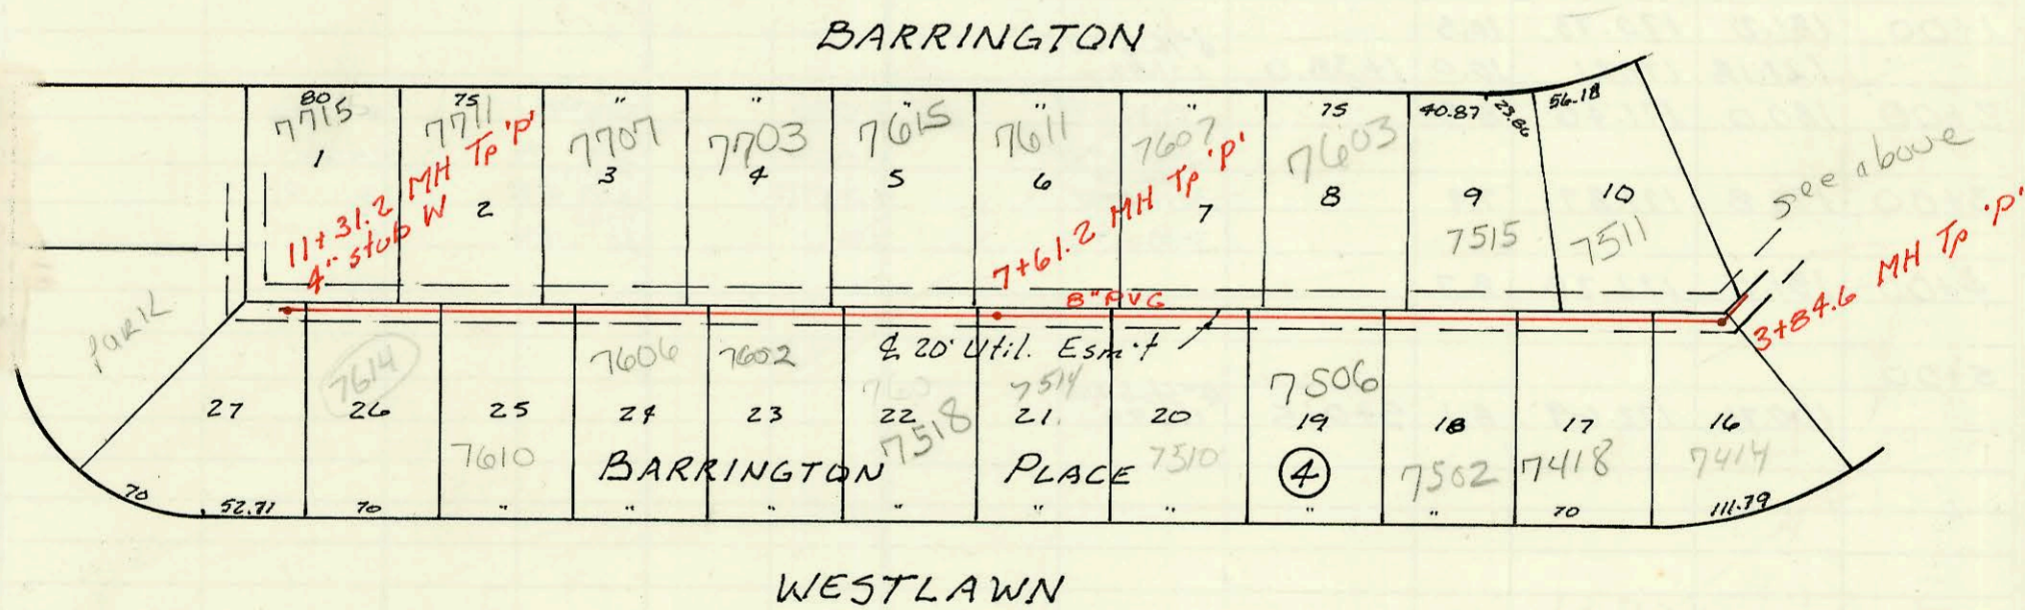 BARRINGTON
80 75 " " " " " 75 40.87' 23.86 56.18
7715 7711 7707 7703 7615 7611 7607 7603
1 2 3 4 5 6 7 8 9 10
7515 7511
11+31.2 MH Tp 'P'
4" stub W
7+61.2 MH Tp 'P'
see above
3+84.6 MH Tp 'P'
8" PVC
℄ 20' Util. Esm't
park
7614 7606 7602 7514 7506
27 26 25 24 23 22 21. 20 19 18 17 16
7610 7518 7510 7502 7418 7414
BARRINGTON PLACE 4
70 52.71 70 " " " " " " " " 70 111.79
WESTLAWN